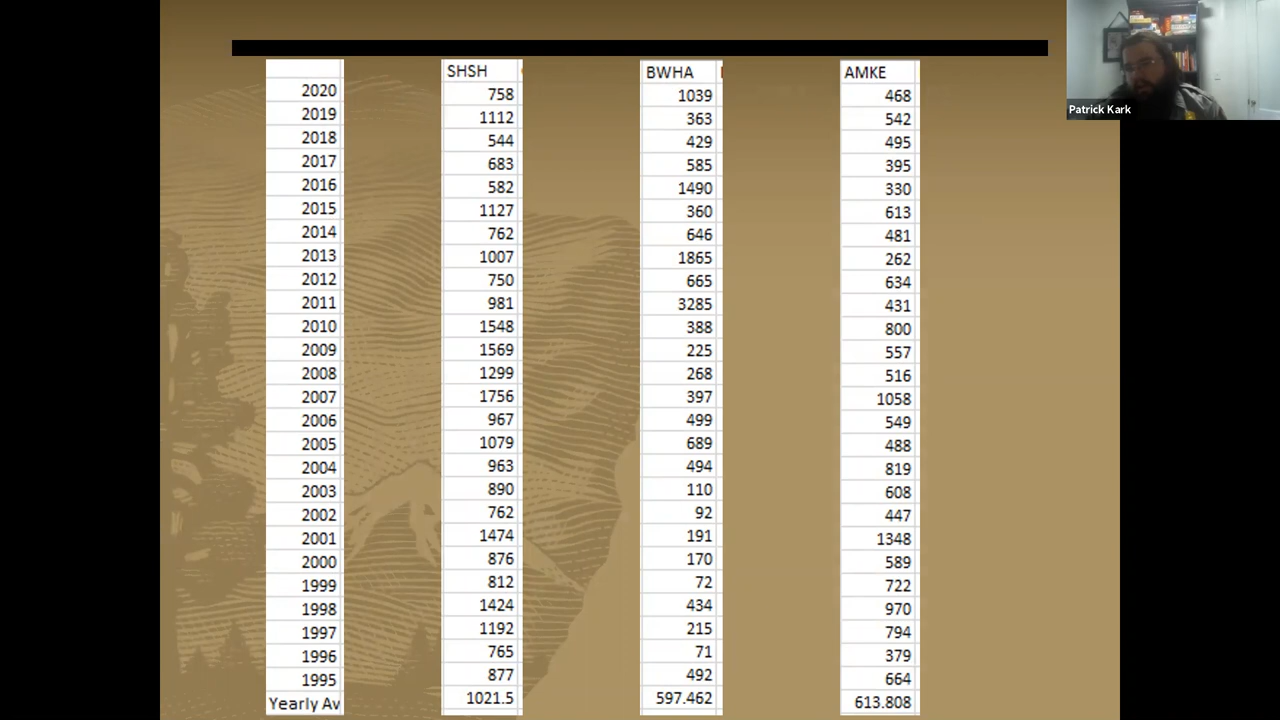 SHSH BWHA AMKE
2020 758 1039 468
2019 1112 363 542
2018 544 429 495
2017 683 585 395
2016 582 1490 330
2015 1127 360 613
2014 762 646 481
2013 1007 1865 262
2012 750 665 634
2011 981 3285 431
2010 1548 388 800
2009 1569 225 557
2008 1299 268 516
2007 1756 397 1058
2006 967 499 549
2005 1079 689 488
2004 963 494 819
2003 890 110 608
2002 762 92 447
2001 1474 191 1348
2000 876 170 589
1999 812 72 722
1998 1424 434 970
1997 1192 215 794
1996 765 71 379
1995 877 492 664
Yearly Av 1021.5 597.462 613.808
Patrick Kark